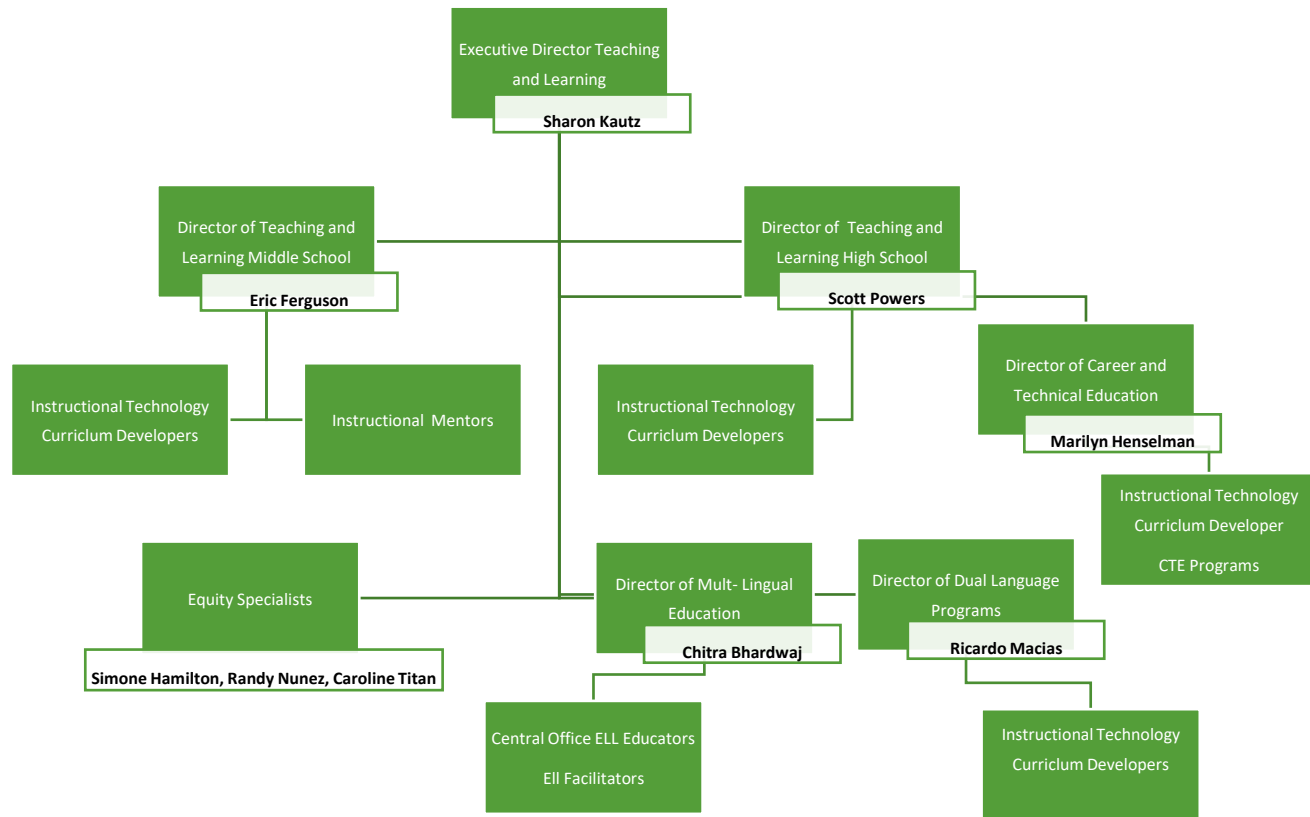 Executive Director Teaching
and Learning
Sharon Kautz
Director of Teaching and
Learning Middle School
Eric Ferguson
Director of  Teaching and
Learning High School
Scott Powers
Instructional Technology
Curriclum Developers
Instructional  Mentors
Instructional Technology
Curriclum Developers
Director of Career and
Technical Education
Marilyn Henselman
Instructional Technology
Curriclum Developer
CTE Programs
Equity Specialists
Simone Hamilton, Randy Nunez, Caroline Titan
Director of Mult- Lingual
Education
Chitra Bhardwaj
Director of Dual Language
Programs
Ricardo Macias
Central Office ELL Educators
Ell Facilitators
Instructional Technology
Curriclum Developers